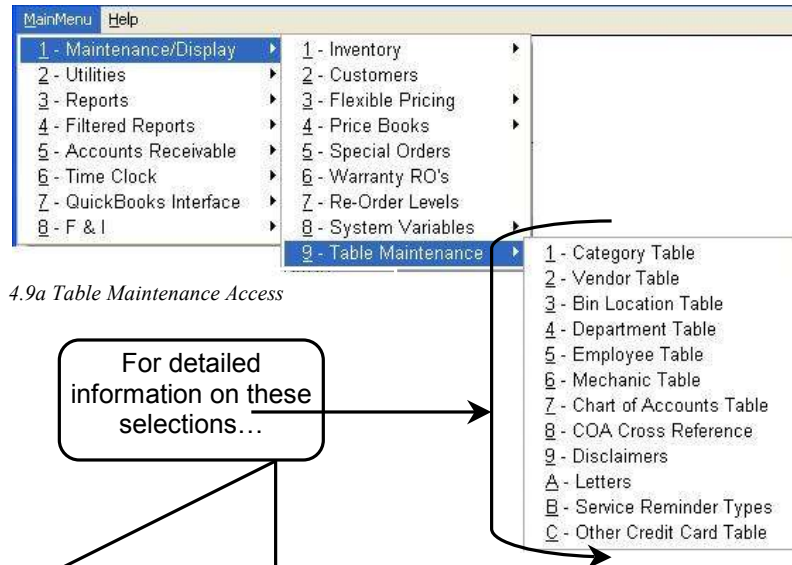 MainMenu Help
1 - Maintenance/Display
2 - Utilities
3 - Reports
4 - Filtered Reports
5 - Accounts Receivable
6 - Time Clock
7 - QuickBooks Interface
8 - F & I
1 - Inventory
2 - Customers
3 - Flexible Pricing
4 - Price Books
5 - Special Orders
6 - Warranty RO's
7 - Re-Order Levels
8 - System Variables
9 - Table Maintenance
1 - Category Table
2 - Vendor Table
3 - Bin Location Table
4 - Department Table
5 - Employee Table
6 - Mechanic Table
7 - Chart of Accounts Table
8 - COA Cross Reference
9 - Disclaimers
A - Letters
B - Service Reminder Types
C - Other Credit Card Table
4.9a Table Maintenance Access
For detailed
information on these
selections…